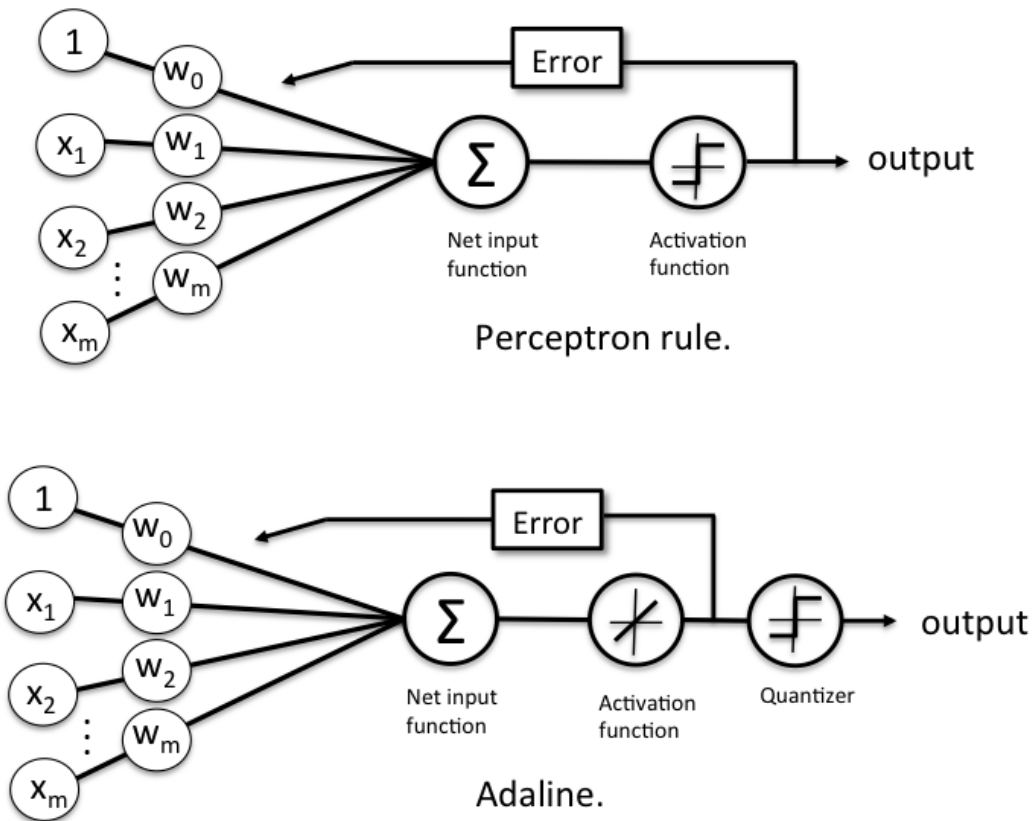 1
w0
Error
x1
w1
Σ
output
x2
w2
Net input
function
Activation
function
⋮
wm
xm
Perceptron rule.
1
w0
Error
x1
w1
Σ
output
x2
w2
Net input
function
Activation
function
Quantizer
⋮
wm
xm
Adaline.